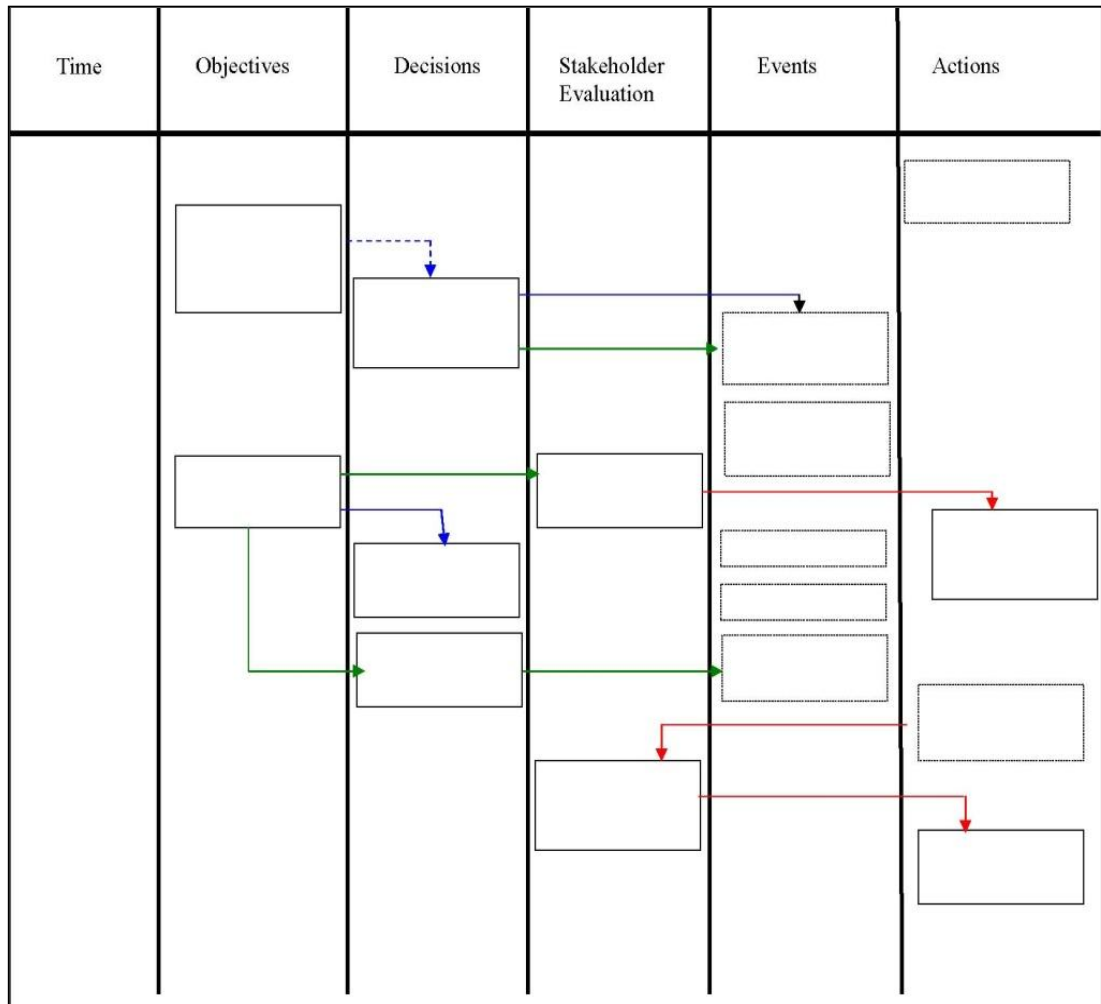 Time
Objectives
Decisions
Stakeholder
Evaluation
Events
Actions